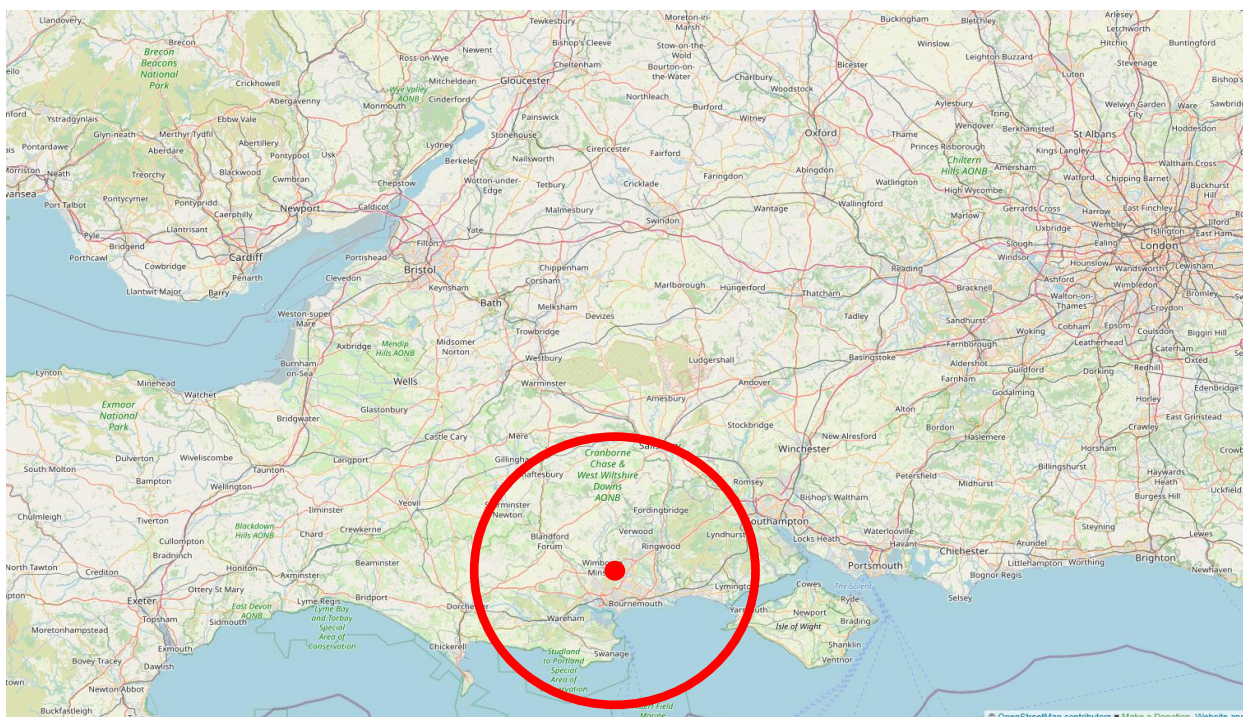 Llandovery
Tewkesbury
Moreton-in-
Marsh
Buckingham
Bletchley
Arlesey
Letchworth
Brecon
Brecon
Beacons
National
Park
Ross-on-Wye
Newent
Bishop's Cleeve
Cheltenham
Stow-on-the-
Wold
Bourton-on-
the-Water
Charlbury
Bicester
Winslow
Leighton Buzzard
Hitchin
Buntingford
Stevenage
Luton
Crickhowell
Abergavenny
Mitcheldean
Monmouth
Wye Valley
AONB
Cinderford
Gloucester
Northleach
Woodstock
Burford
Witney
Oxford
Aylesbury
Tring
Wendover
Berkhamsted
Thame
Princes Risborough
Welwyn Garden
City
Ware
Hoddesdon
St Albans
Kings Langley
Ystradgynlais
Ebbw Vale
Glyn-neath
Merthyr Tydfil
Abertillery
Pontardawe
Aberdare
Pontypool
Usk
Lydney
Painswick
Stonehouse
Berkeley
Nailsworth
Cirencester
Fairford
Chiltern
Hills AONB
Amersham
Waltham Cross
Neath
Treorchy
Blackwood
Cwmbran
Chepstow
Wotton-under-
Edge
Tetbury
Cricklade
Faringdon
Abingdon
Watlington
High Wycombe
Watford
Chipping Barnet
Buckhurst
Hill
Port Talbot
Pontycymer
Pontypridd
Caerphilly
Newport
Caldicot
Malmesbury
Swindon
Wantage
Wallingford
Marlow
Gerrards Cross
Harrow
East Finchley
Wembley
Islington
Ilford
East Ham
Pyle
Bridgend
Porthcawl
Llantrisant
Cowbridge
Cardiff
Penarth
Llantwit Major
Barry
Filton
Yate
Portishead
Bristol
Clevedon
Keynsham
Chippenham
Corsham
Bath
Marlborough
Hungerford
Thatcham
Reading
Uxbridge
Slough
Windsor
Ealing
London
Hounslow
Wandsworth
Lewisham
Wimbledon
Bromley
Ashford
Bracknell
Walton-on-
Thames
Croydon
Weston-super
Mare
Melksham
Devizes
Trowbridge
Tadley
Sandhurst
Cobham
Epsom
Coulsdon
Biggin Hill
Woking
Leatherhead
Caterham
Farnborough
Oxted
Axbridge
Mendip
Hills AONB
Midsomer
Norton
Westbury
Ludgershall
Basingstoke
Aldershot
Guildford
Dorking
Redhill
Farnham
Edenbridge
Burnham
on-Sea
Wells
Warminster
Andover
Godalming
Horley
Lynton
Minehead
Watchet
Exmoor
National
Park
Bridgwater
Glastonbury
Amesbury
Alton
Crawley
East Grinstead
Stockbridge
Bordon
Haslemere
Horsham
Castle Cary
Mere
New Alresford
Winchester
Dulverton
Wiveliscombe
South Molton
Taunton
Langport
Gillingham
Cranborne
Chase &
West Wiltshire
Downs
AONB
Billingshurst
Haywards
Heath
Bampton
Wellington
Romsey
Petersfield
Midhurst
Burgess Hill
Uckfield
Yeovil
Newton
Fordingbridge
Bishop's Waltham
Chulmleigh
Tiverton
Blackdown
Hills AONB
Ilminster
Chard
Crewkerne
Blandford
Forum
Verwood
Ringwood
Lyndhurst
Locks Heath
Waterlooville
Havant
Steyning
Lewes
Cullompton
Bradninch
Chichester
Arundel
North Tawton
Crediton
Honiton
Axminster
Beaminster
Portsmouth
Bognor Regis
Littlehampton
Worthing
Brighton
Newhaven
Ottery St Mary
Exeter
Topsham
Sidmouth
East Devon
AONB
Lyme Regis
Bridport
Bournemouth
Lymington
Cowes
The Solent
Ryde
Selsey
Lyme Bay
and Torbay
Special
Area of
Conservation
Wareham
Newport
Isle of Wight
Brading
Moretonhampstead
Exmouth
Chickerell
Swanage
Shanklin
Ventnor
Bovey Tracey
Dawlish
Studland
to Portland
Special
Area of
Newton Abbot
Buckfastleigh
Marine
© OpenStreetMap contributors
Make a Donation